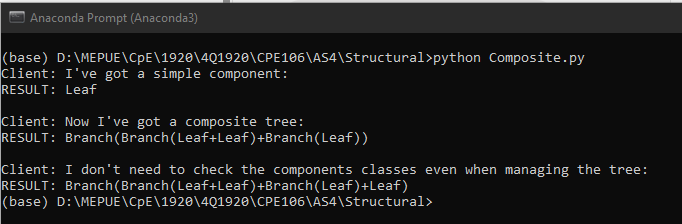 Anaconda Prompt (Anaconda3)
(base) D:\MEPUE\CpE\1920\4Q1920\CPE106\AS4\Structural>python Composite.py
Client: I've got a simple component:
RESULT: Leaf
Client: Now I've got a composite tree:
RESULT: Branch(Branch(Leaf+Leaf)+Branch(Leaf))
Client: I don't need to check the components classes even when managing the tree:
RESULT: Branch(Branch(Leaf+Leaf)+Branch(Leaf)+Leaf)
(base) D:\MEPUE\CpE\1920\4Q1920\CPE106\AS4\Structural>